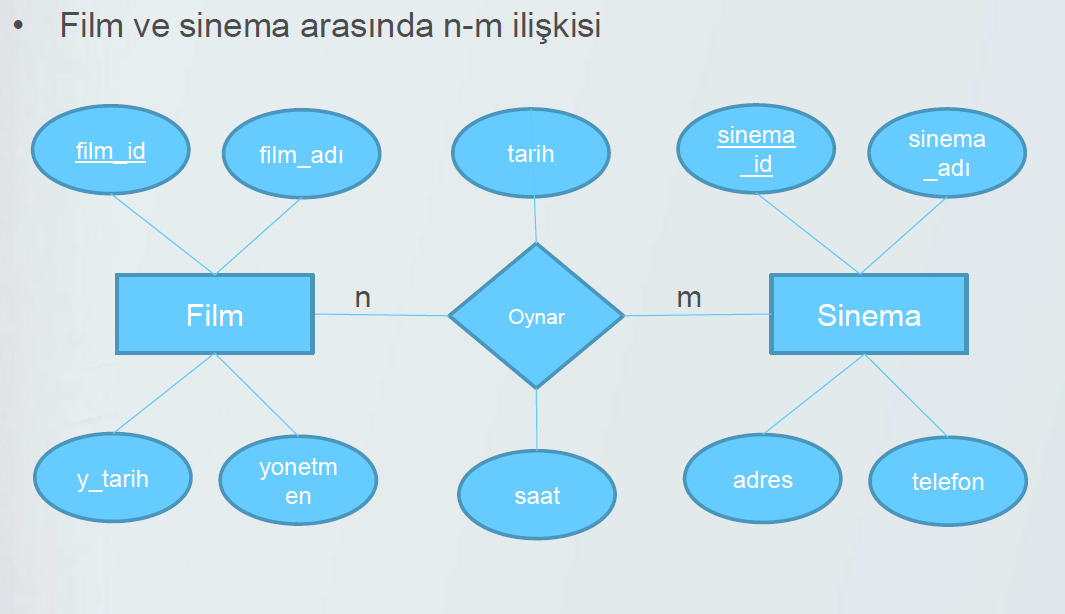 • Film ve sinema arasında n-m ilişkisi
film_id
film_adı
tarih
sinema
_id
sinema
_adı
n
m
Film
Oynar
Sinema
y_tarih
yonetm
en
saat
adres
telefon